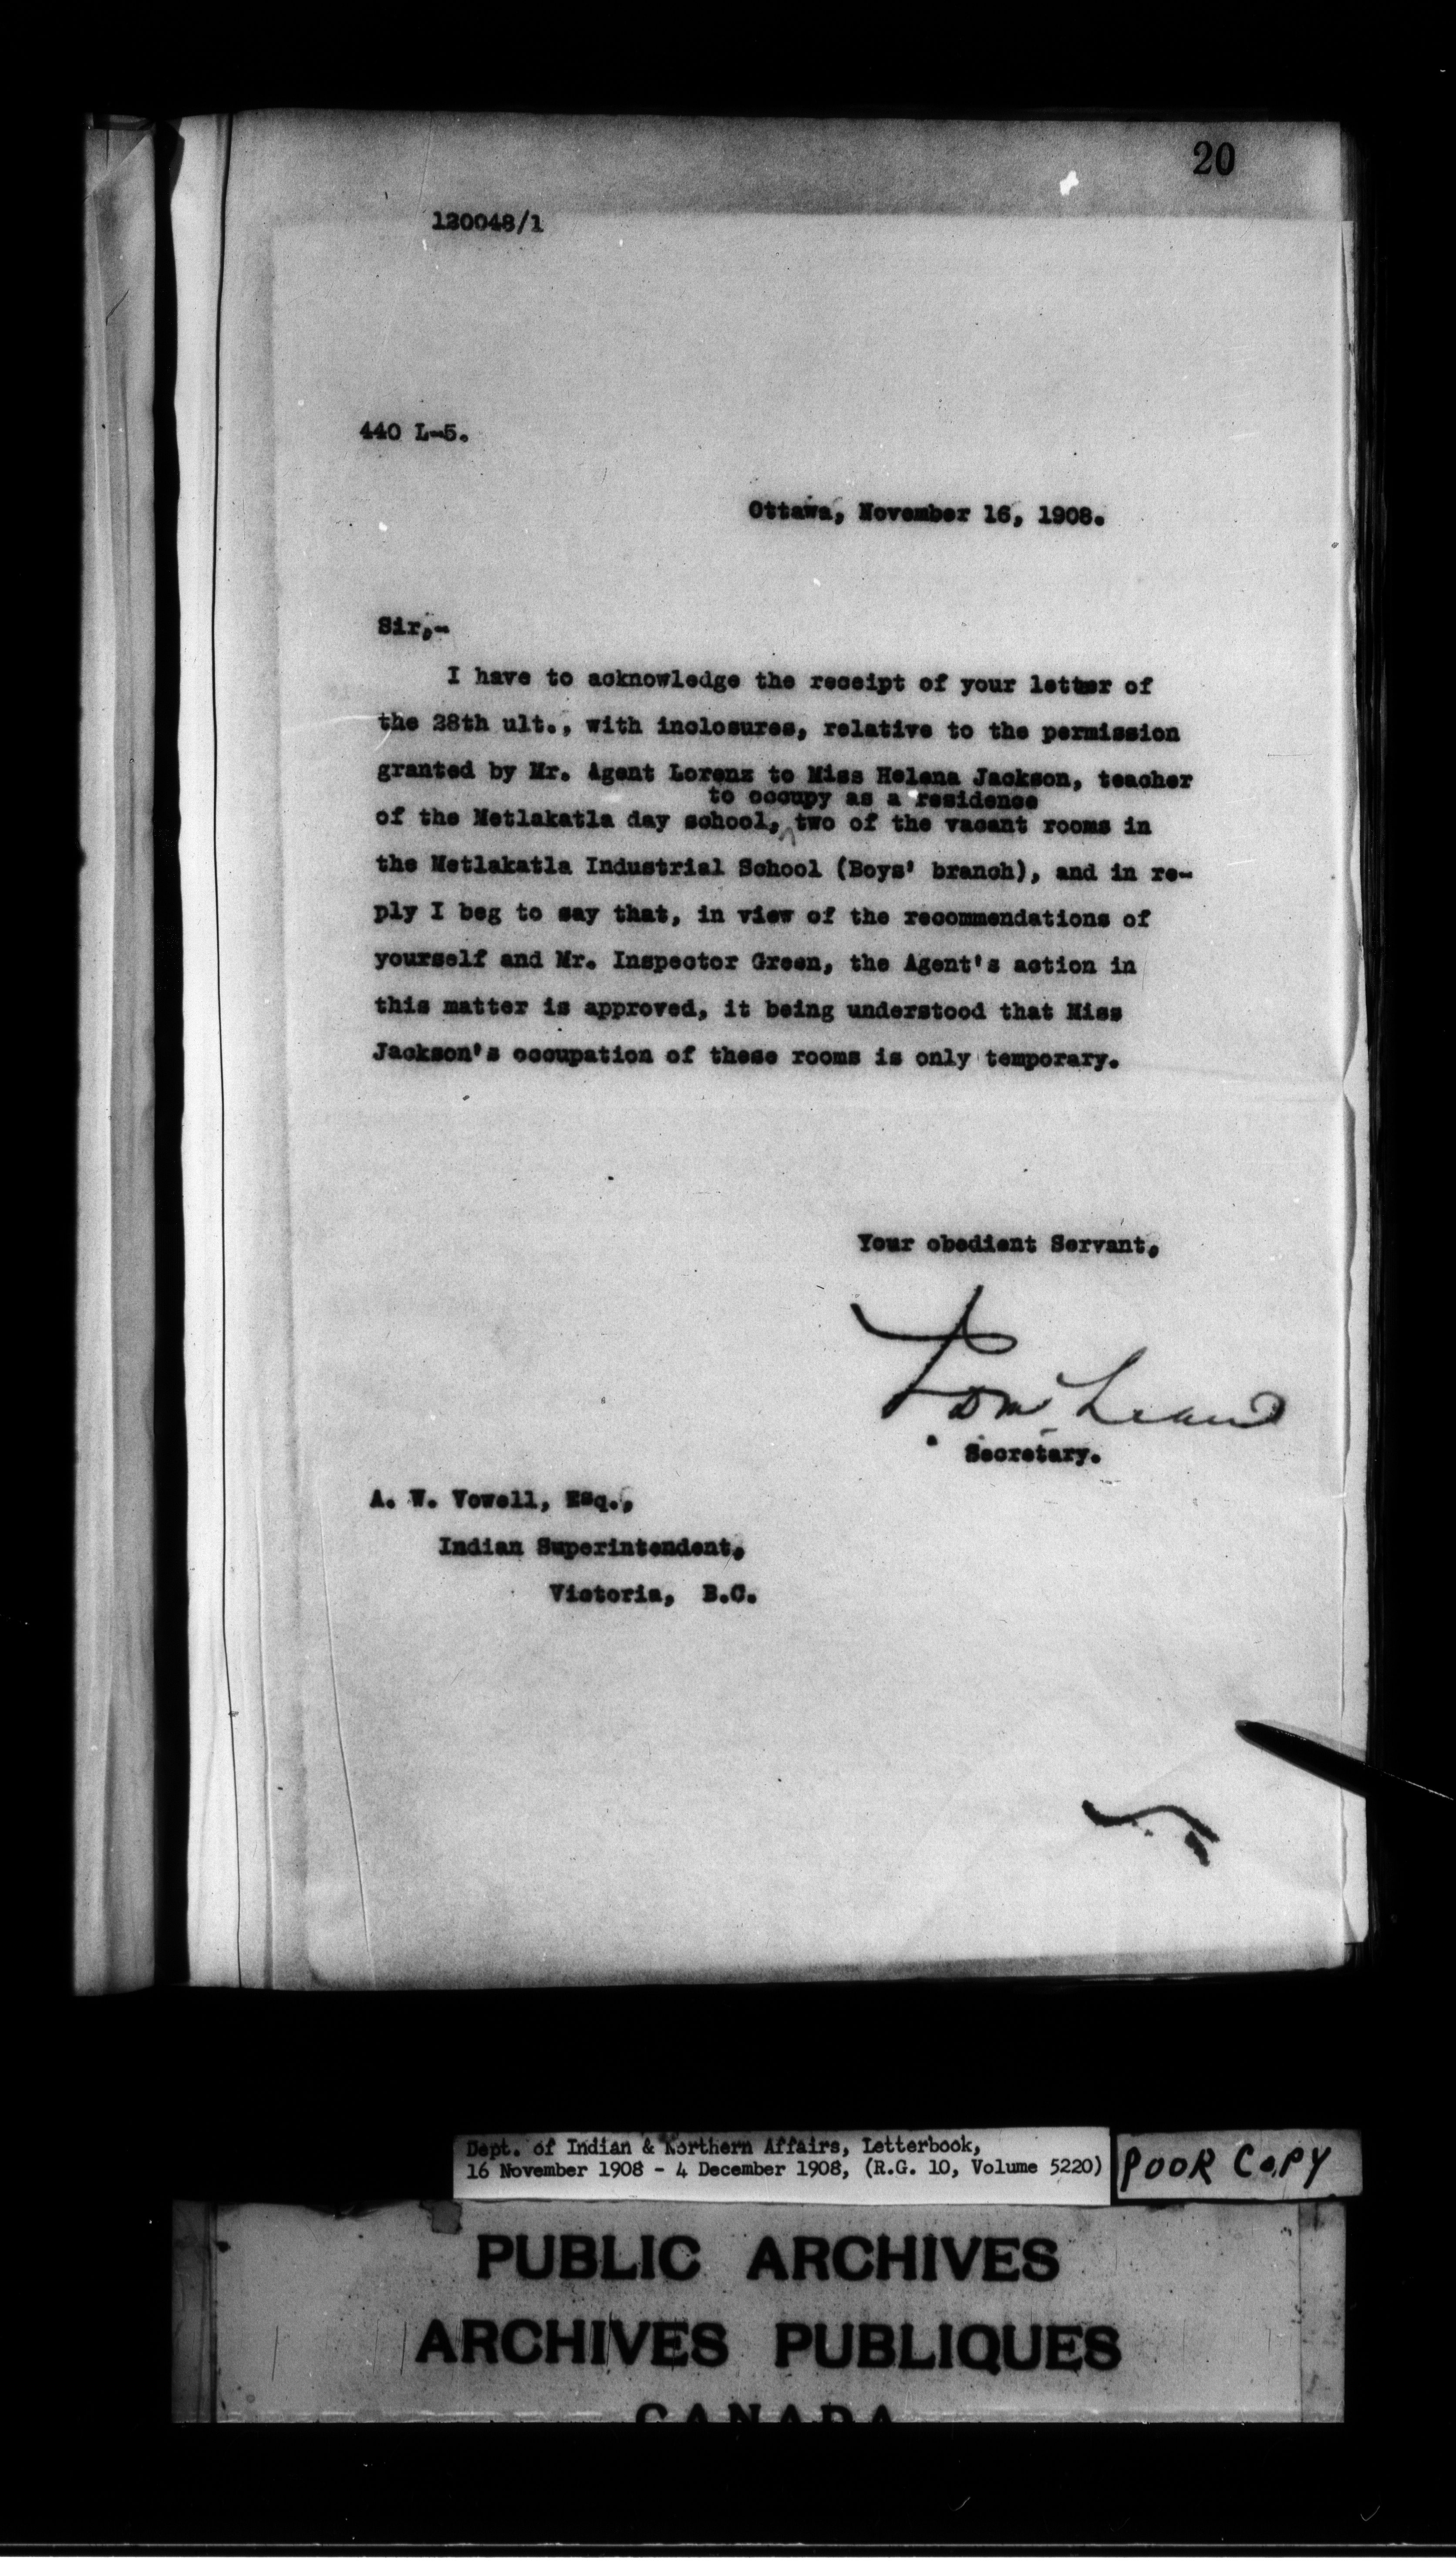 20
120048/1
440 L-5.
Ottawa, November 16, 1908.
Sir,-
I have to acknowledge the receipt of your letter of
the 28th ult., with inclosures, relative to the permission
granted by Mr. Agent Lorenz to Miss Helena Jackson, teacher
to occupy as a residence
of the Metlakatla day school, two of the vacant rooms in
the Metlakatla Industrial School (Boys' branch), and in re-
ply I beg to say that, in view of the recommendations of
yourself and Mr. Inspector Green, the Agent's action in
this matter is approved, it being understood that Miss
Jackson's occupation of these rooms is only temporary.
Your obedient Servant,
Secretary.
A. W. Vowell, Esq.,
Indian Superintendent,
Victoria, B.C.
Dept. of Indian & Northern Affairs, Letterbook,
16 November 1908 - 4 December 1908, (R.G. 10, Volume 5220)
POOR COPY
PUBLIC ARCHIVES
ARCHIVES PUBLIQUES
CANADA